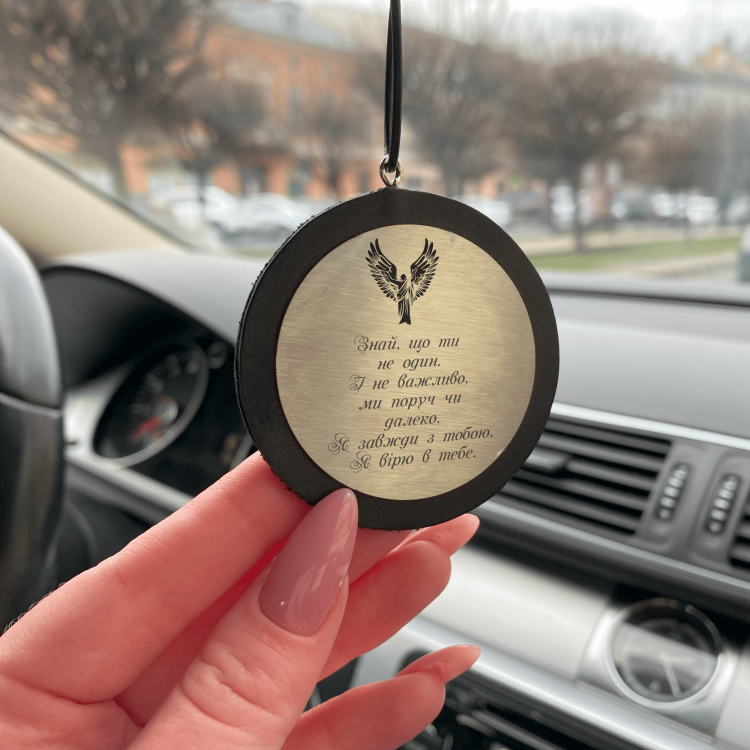 Знай, що ти
не один.
І не важливо,
ми поруч чи
далеко.
Я завжди з тобою.
Я вірю в тебе.